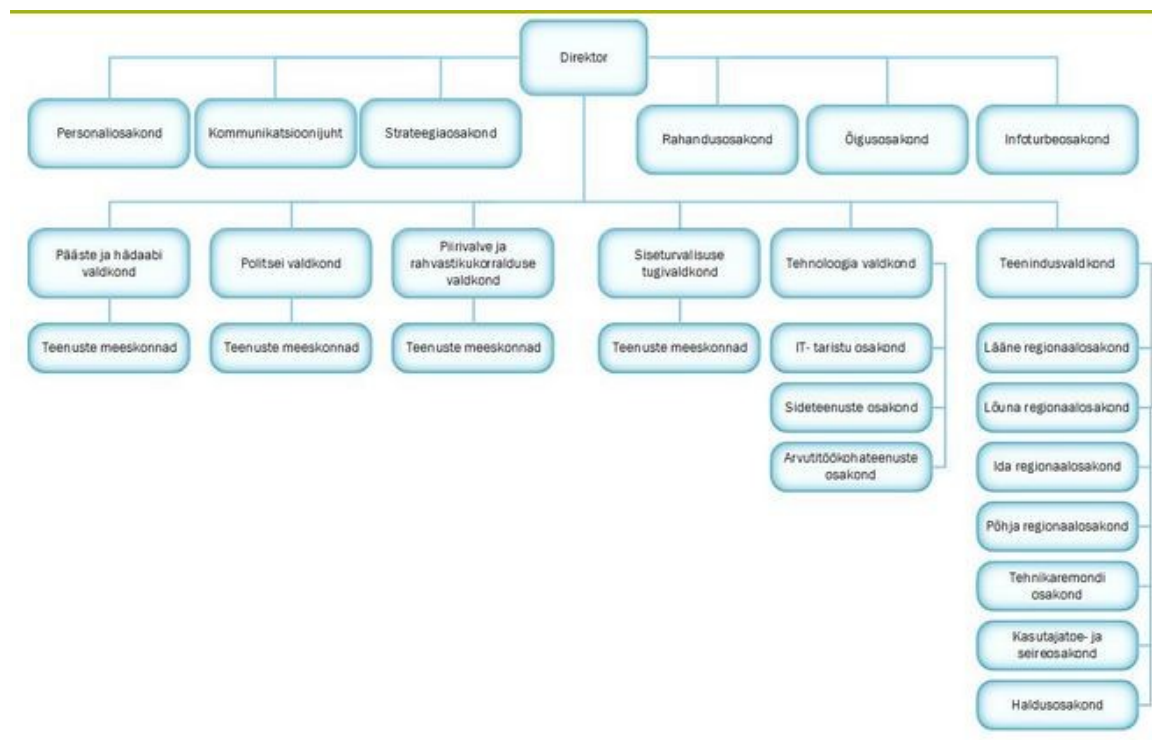 Direktor
Personaliosakond
Kommunikatsioonijuht
Strateegiaosakond
Rahandusosakond
Õigusosakond
Infoturbeosakond
Pääste ja hädaabi
valdkond
Politsei valdkond
Piirivalve ja
rahvastikukorralduse
valdkond
Siseturvalisuse
tugivaldkond
Tehnoloogia valdkond
Teenindusvaldkond
Teenuste meeskonnad
Teenuste meeskonnad
Teenuste meeskonnad
Teenuste meeskonnad
IT- taristu osakond
Lääne regionaalosakond
Sideteenuste osakond
Lõuna regionaalosakond
Arvutitöökohateenuste
osakond
Ida regionaalosakond
Põhja regionaalosakond
Tehnikaremondi
osakond
Kasutajatoe- ja
seireosakond
Haldusosakond